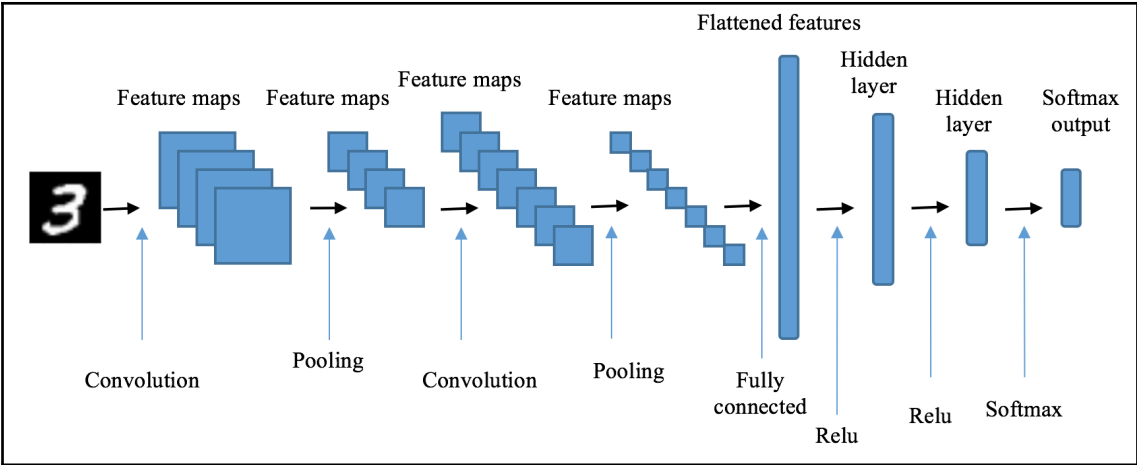 Flattened features
Hidden
layer
Feature maps
Feature maps
Feature maps
Feature maps
Hidden
layer
Softmax
output
3
Convolution
Pooling
Convolution
Pooling
Fully
connected
Relu
Relu
Softmax